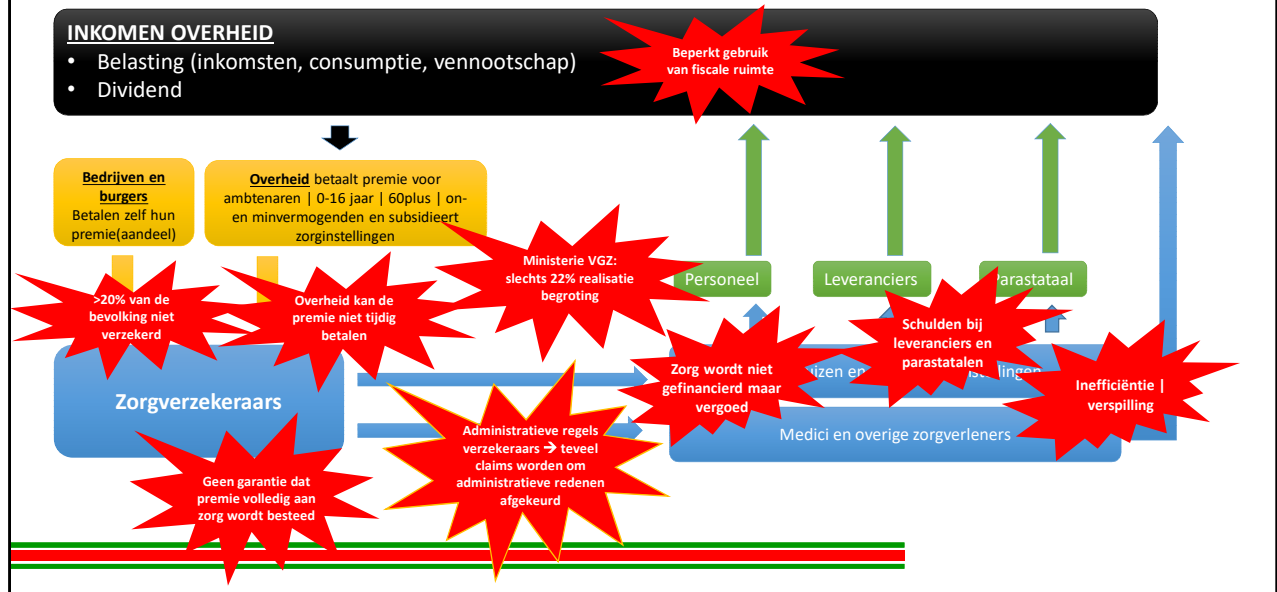 INKOMEN OVERHEID
• Belasting (inkomsten, consumptie, vennootschap)
• Dividend
Beperkt gebruik
van fiscale ruimte
Bedrijven en
burgers
Betalen zelf hun
premie(aandeel)
Overheid betaalt premie voor
ambtenaren | 0-16 jaar | 60plus | on-
en minvermogenden en subsidieert
zorginstellingen
Ministerie VGZ:
slechts 22% realisatie
begroting
Personeel
Leveranciers
Parastataal
>20% van de
bevolking niet
verzekerd
Overheid kan de
premie niet tijdig
betalen
Schulden bij
leveranciers en
parastatalen
Zorgverzekeraars
Zorg wordt niet
gefinancierd maar
vergoed
uizen en
stellingen
Inefficiëntie |
verspilling
Medici en overige zorgverleners
Administratieve regels
verzekeraars → teveel
claims worden om
administratieve redenen
afgekeurd
Geen garantie dat
premie volledig aan
zorg wordt besteed